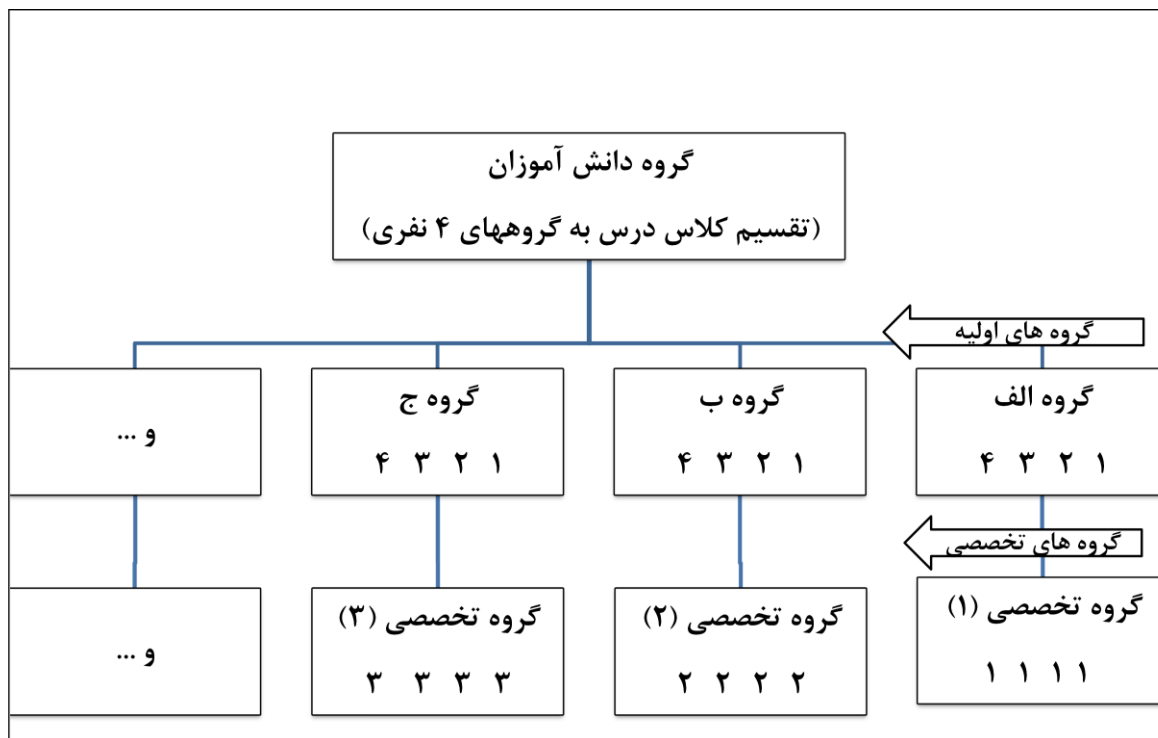 گروه دانش آموزان
(تقسیم کلاس درس به گروههای ۴ نفری)
گروه های اولیه
گروه الف
۱ ۲ ۳ ۴
گروه ب
۱ ۲ ۳ ۴
گروه ج
۱ ۲ ۳ ۴
و ...
گروه های تخصصی
گروه تخصصی (۱)
۱ ۱ ۱ ۱
گروه تخصصی (۲)
۲ ۲ ۲ ۲
گروه تخصصی (۳)
۳ ۳ ۳ ۳
و ...